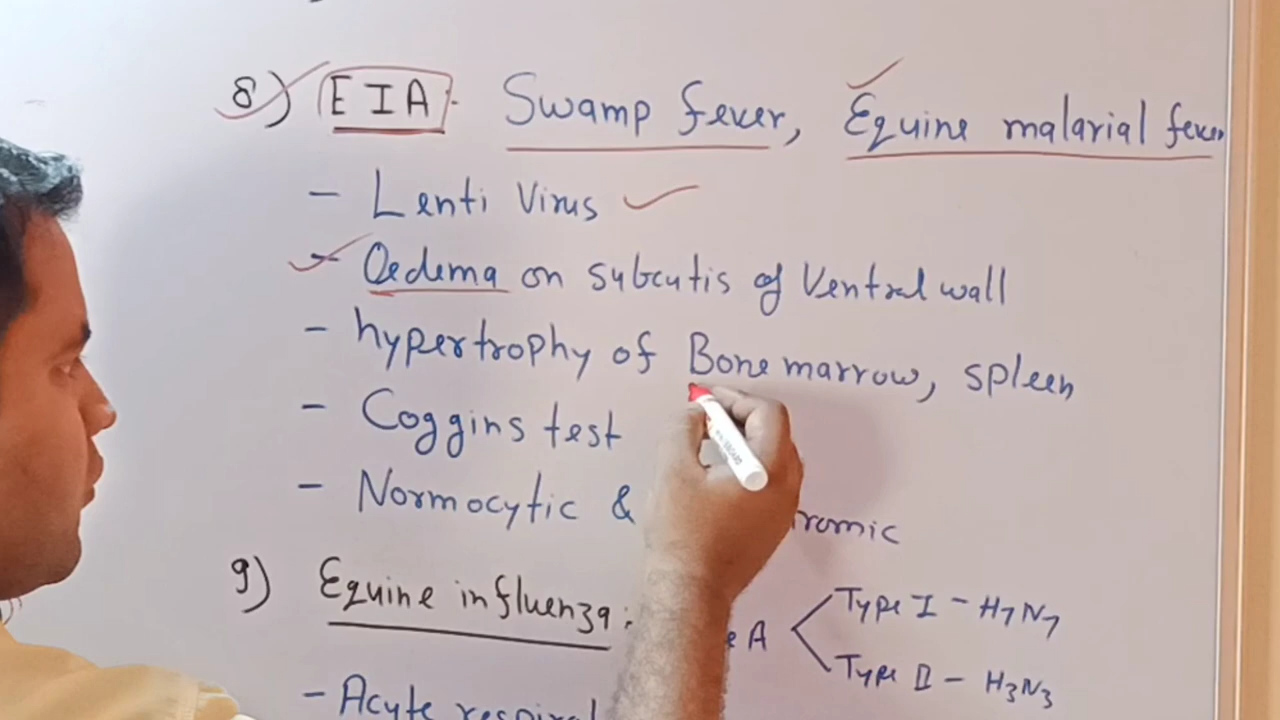 8) EIA. Swamp fever, Equine malarial fever
- Lenti Virus
- Oedema on subcutis of Ventral wall
- hypertrophy of Bone marrow, spleen
- Coggins test
- Normocytic &
9) Equine influenza: A
Type I - H7N7
Type II - H3N3
- Acute